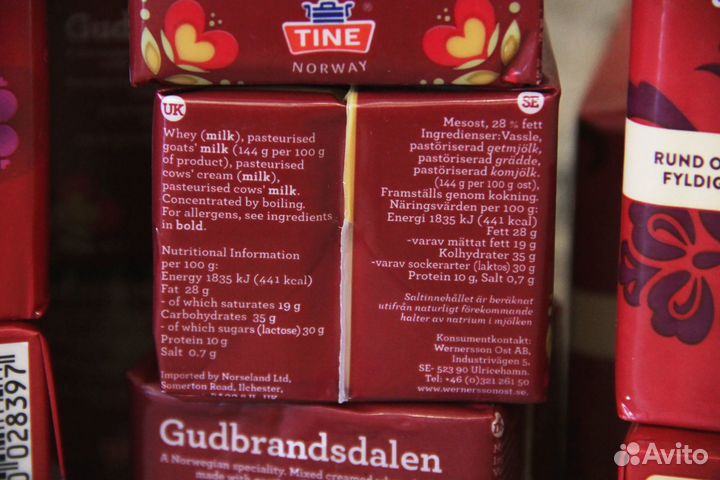 Gudbrandsdalen
TINE
NORWAY
UK
Whey (milk), pasteurised
goats' milk (144 g per 100 g
of product), pasteurised
cows' cream (milk),
pasteurised cows' milk.
Concentrated by boiling.
For allergens, see ingredients
in bold.
Nutritional Information
per 100 g:
Energy 1835 kJ (441 kcal)
Fat 28 g
- of which saturates 19 g
Carbohydrates 35 g
- of which sugars (lactose) 30 g
Protein 10 g
Salt 0.7 g
Imported by Norseland Ltd,
Somerton Road, Ilchester,
SE
Mesost, 28 % fett
Ingredienser: Vassle,
pastöriserad getmjölk,
pastöriserad grädde,
pastöriserad komjölk.
(144 g per 100 g ost),
Framställs genom kokning.
Näringsvärden per 100 g:
Energi 1835 kJ (441 kcal)
Fett 28 g
-varav mättat fett 19 g
Kolhydrater 35 g
-varav sockerarter (laktos) 30 g
Protein 10 g, Salt 0,7 g
Saltinnehållet är beräknat
utifrån naturligt förekommande
halter av natrium i mjölken
Konsumentkontakt:
Wernersson Ost AB,
Industrivägen 5,
SE- 523 90 Ulricehamn.
Tel: +46 (0)321 261 50
www.wernerssonost.se.
RUND O
FYLDIG
0 028397
Gudbrandsdalen
A Norwegian speciality. Mixed creamed
made with
Avito